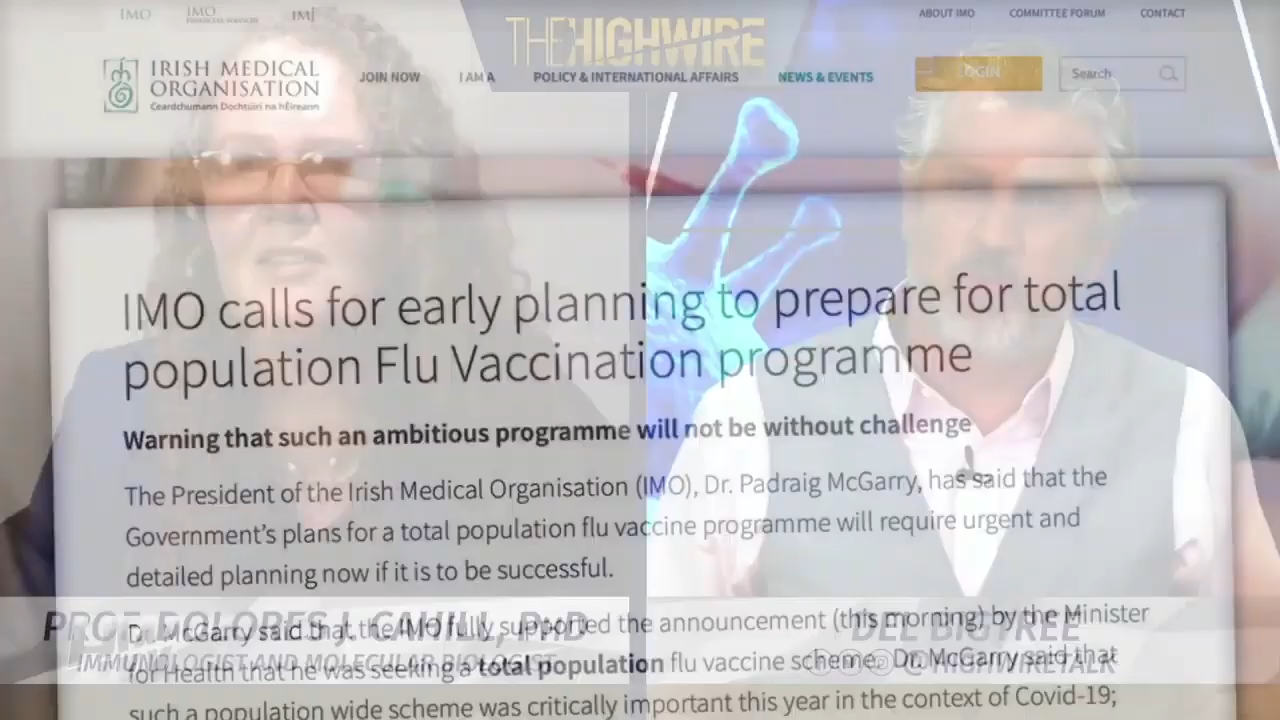 IMO
IMO
FINANCIAL SERVICES
IMJ
THEHIGHWIRE
ABOUT IMO
COMMITTEE FORUM
CONTACT
IRISH MEDICAL
ORGANISATION
Ceardchumann Dochtúirí na hÉireann
JOIN NOW
I AM A
POLICY & INTERNATIONAL AFFAIRS
NEWS & EVENTS
LOGIN
Search
IMO calls for early planning to prepare for total
population Flu Vaccination programme
Warning that such an ambitious programme will not be without challenge
The President of the Irish Medical Organisation (IMO), Dr. Padraig McGarry, has said that the
Government's plans for a total population flu vaccine programme will require urgent and
detailed planning now if it is to be successful.
Dr. McGarry said that the IMO fully supported the announcement (this morning) by the Minister
for Health that he was seeking a total population flu vaccine scheme. Dr. McGarry said that
such a population wide scheme was critically important this year in the context of Covid-19;
PROF. DOLORES J. CAHILL, PhD
IMMUNOLOGIST AND MOLECULAR BIOLOGIST
DEL BIGTREE
@HIGHWIRETALK